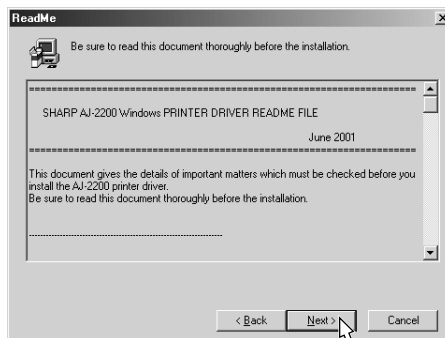 ReadMe
Be sure to read this document thoroughly before the installation.
SHARP AJ-2200 Windows PRINTER DRIVER README FILE
June 2001
This document gives the details of important matters which must be checked before you
install the AJ-2200 printer driver.
Be sure to read this document thoroughly before the installation.
< Back Next > Cancel